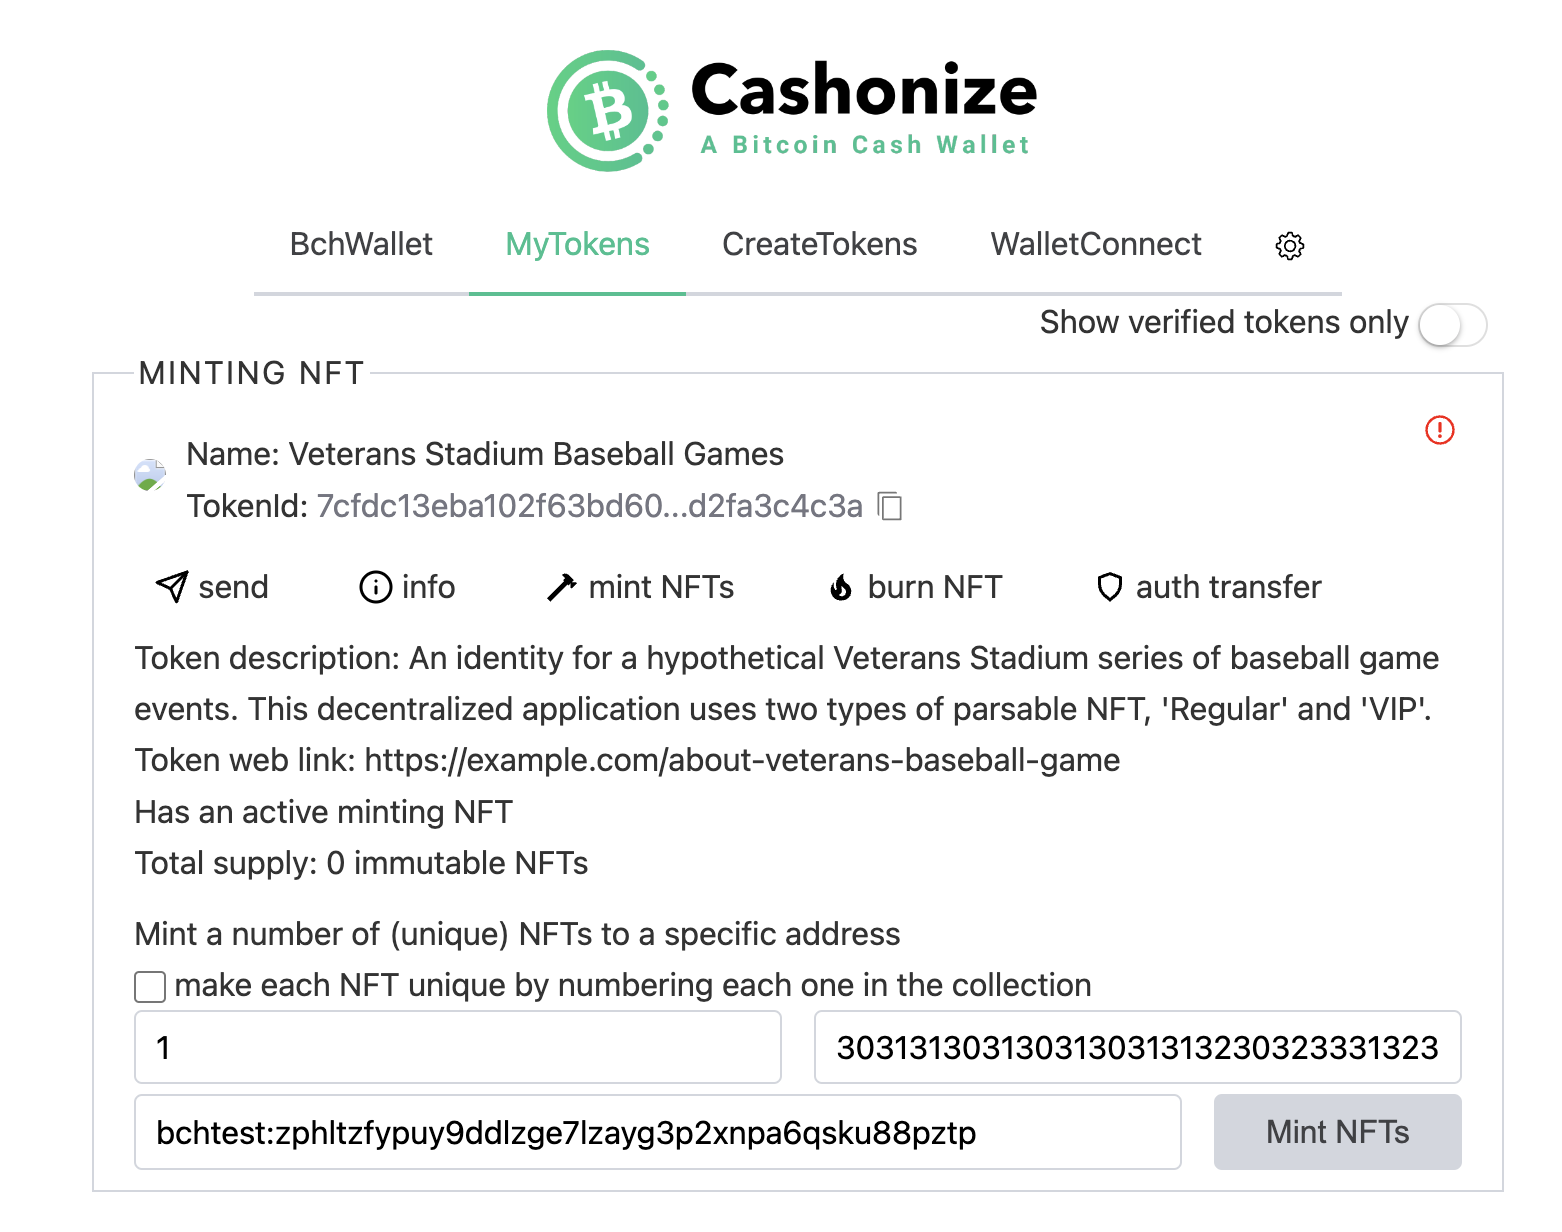 Cashonize
A Bitcoin Cash Wallet
BchWallet MyTokens CreateTokens WalletConnect
Show verified tokens only
MINTING NFT
Name: Veterans Stadium Baseball Games
TokenId: 7cfdc13eba102f63bd60...d2fa3c4c3a
send info mint NFTs burn NFT auth transfer
Token description: An identity for a hypothetical Veterans Stadium series of baseball game
events. This decentralized application uses two types of parsable NFT, 'Regular' and 'VIP'.
Token web link: https://example.com/about-veterans-baseball-game
Has an active minting NFT
Total supply: 0 immutable NFTs
Mint a number of (unique) NFTs to a specific address
make each NFT unique by numbering each one in the collection
1 303131303130313031313230323331323
bchtest:zphltzfypuy9ddlzge7lzayg3p2xnpa6qsku88pztp Mint NFTs